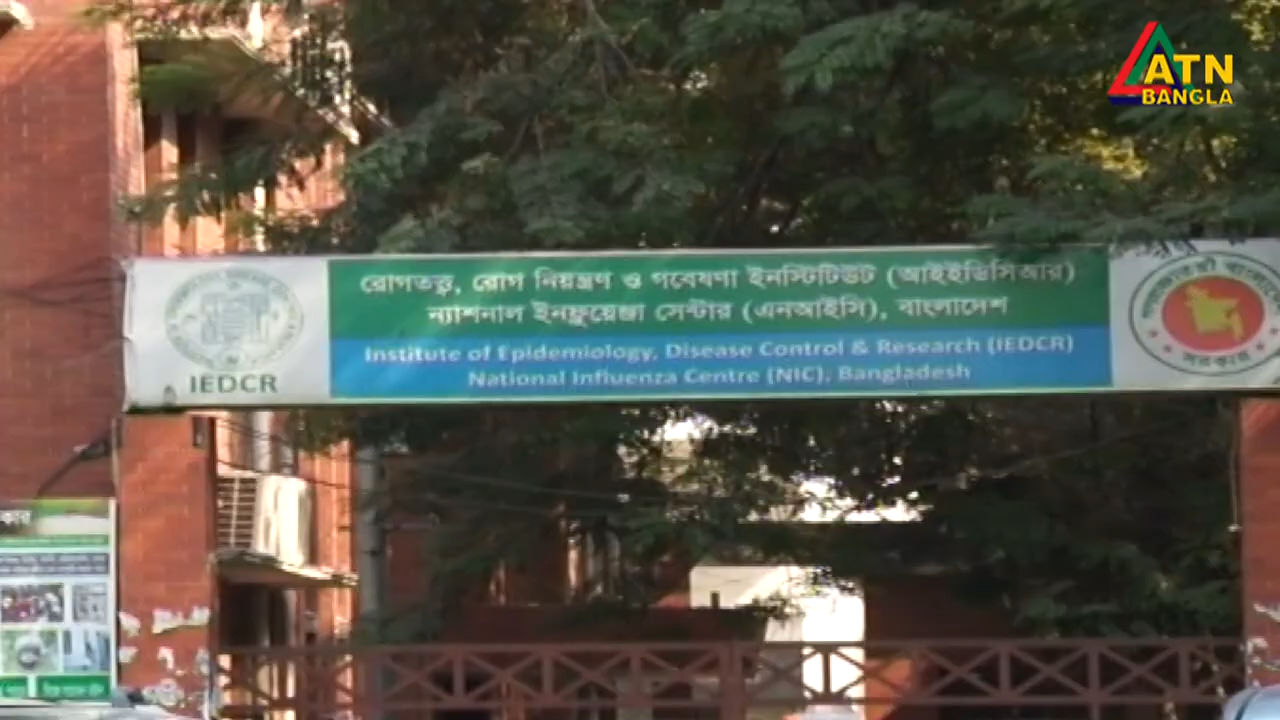 ATN
BANGLA
রোগতত্ত্ব, রোগ নিয়ন্ত্রণ ও গবেষণা ইনস্টিটিউট (আইইডিসিআর)
ন্যাশনাল ইনফ্লুয়েঞ্জা সেন্টার (এনআইসি), বাংলাদেশ
Institute of Epidemiology, Disease Control & Research (IEDCR)
National Influenza Centre (NIC), Bangladesh
IEDCR
সরকার